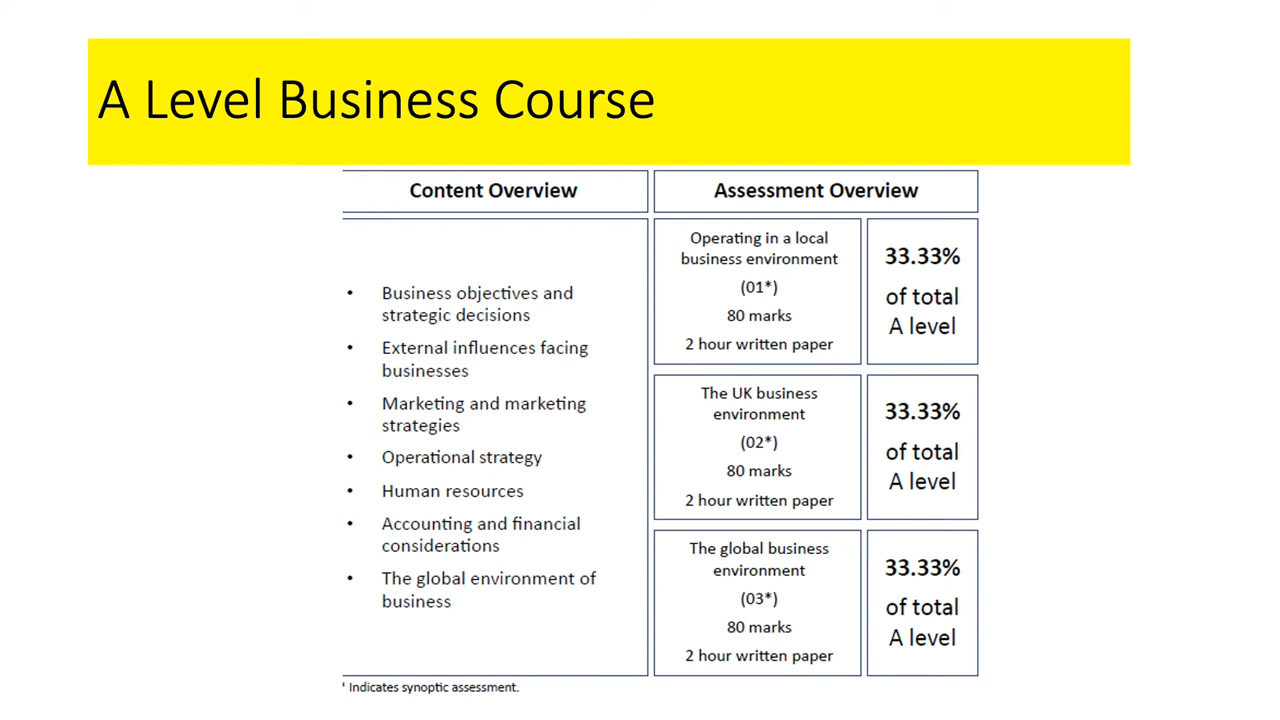 A Level Business Course
Content Overview
Assessment Overview
• Business objectives and
strategic decisions
• External influences facing
businesses
• Marketing and marketing
strategies
• Operational strategy
• Human resources
• Accounting and financial
considerations
• The global environment of
business
Operating in a local
business environment
(01*)
80 marks
2 hour written paper
33.33%
of total
A level
The UK business
environment
(02*)
80 marks
2 hour written paper
33.33%
of total
A level
The global business
environment
(03*)
80 marks
2 hour written paper
33.33%
of total
A level
* Indicates synoptic assessment.